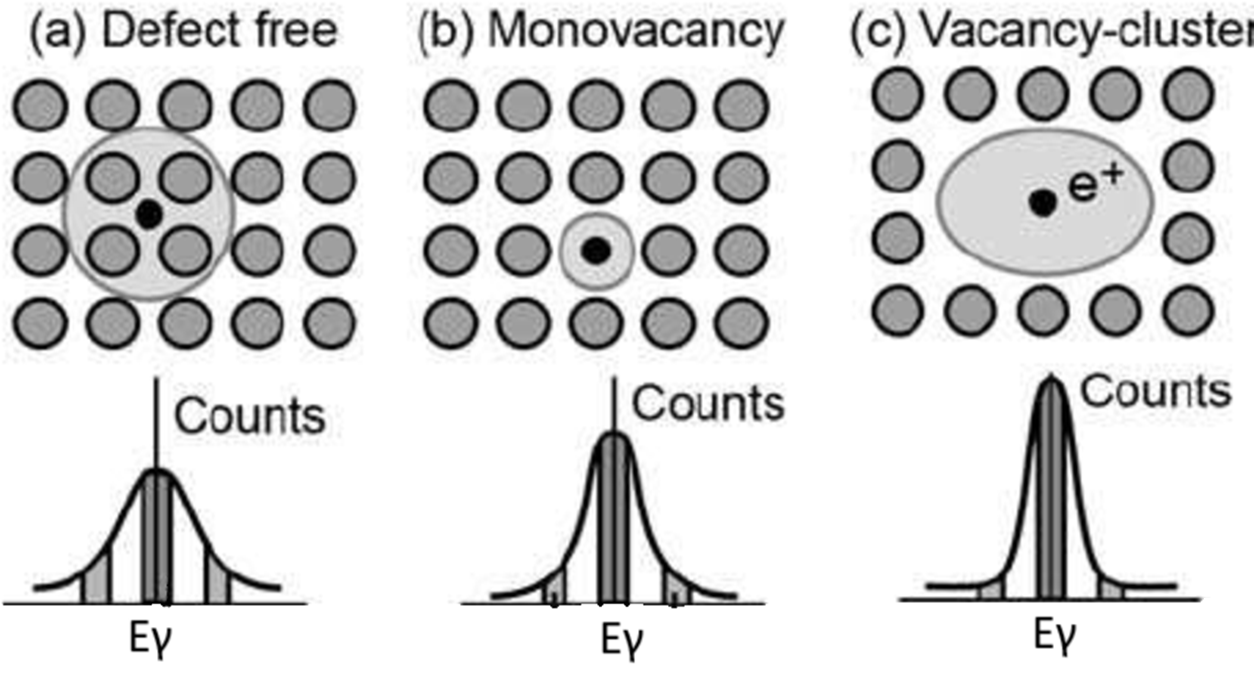 (a) Defect free
(b) Monovacancy
(c) Vacancy-cluster
e⁺
Counts
Counts
Counts
Eγ
Eγ
Eγ